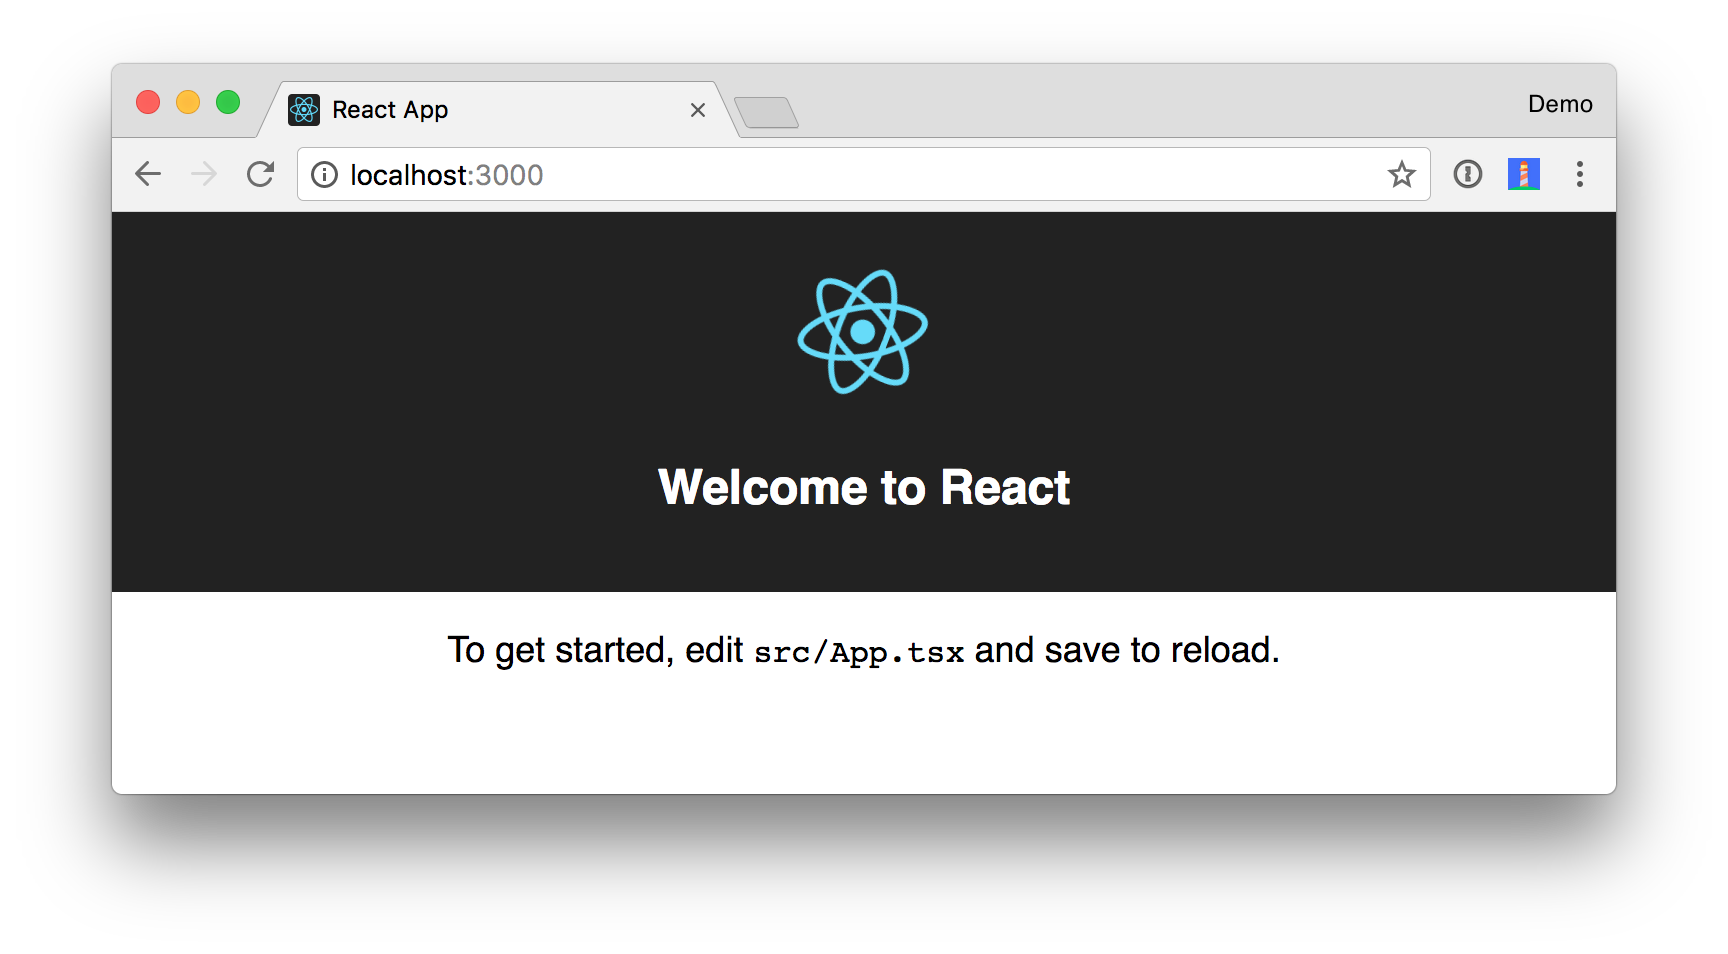 React App
Demo
localhost:3000
Welcome to React
To get started, edit src/App.tsx and save to reload.